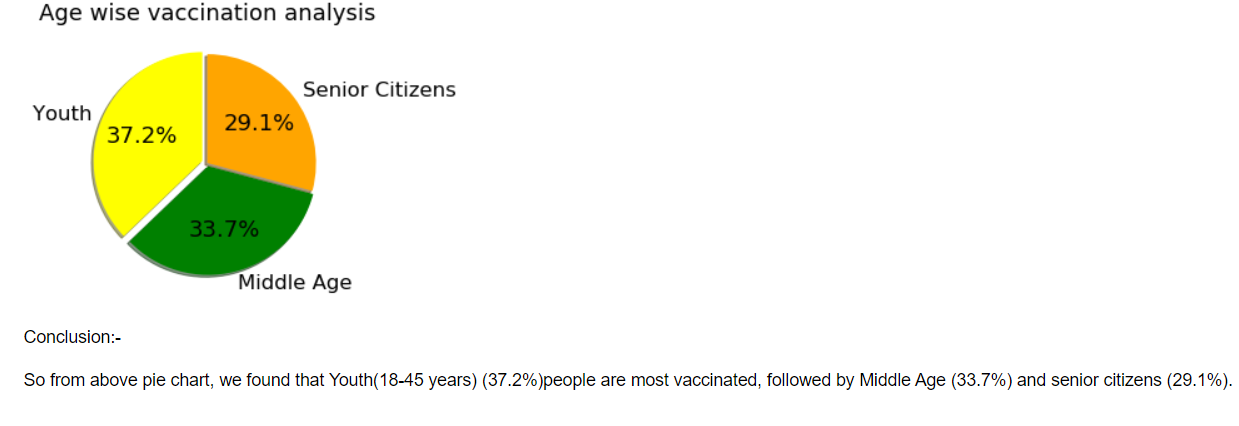 Age wise vaccination analysis
Senior Citizens
Youth
29.1%
37.2%
33.7%
Middle Age
Conclusion:-
So from above pie chart, we found that Youth(18-45 years) (37.2%)people are most vaccinated, followed by Middle Age (33.7%) and senior citizens (29.1%).